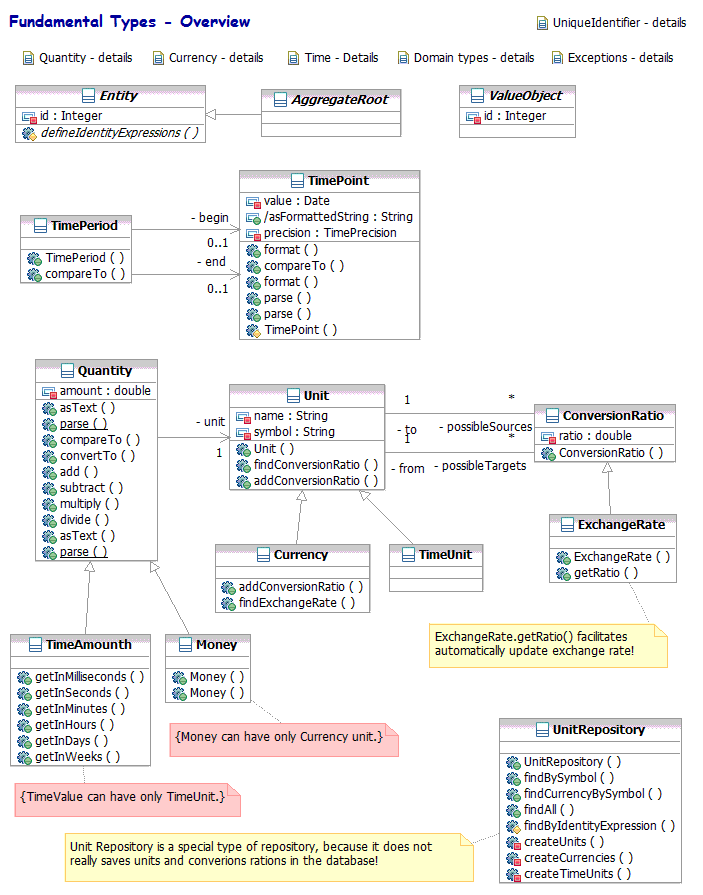 Fundamental Types - Overview
UniqueIdentifier - details
Quantity - details
Currency - details
Time - Details
Domain types - details
Exceptions - details
Entity
id : Integer
defineIdentityExpressions ( )
AggregateRoot
ValueObject
id : Integer
TimePeriod
TimePeriod ( )
compareTo ( )
- begin
0..1
- end
0..1
TimePoint
value : Date
/asFormattedString : String
precision : TimePrecision
format ( )
compareTo ( )
format ( )
parse ( )
parse ( )
TimePoint ( )
Quantity
amount : double
asText ( )
parse ( )
compareTo ( )
convertTo ( )
add ( )
subtract ( )
multiply ( )
divide ( )
asText ( )
parse ( )
- unit
1
Unit
name : String
symbol : String
Unit ( )
findConversionRatio ( )
addConversionRatio ( )
1
*
- to
- possibleSources
1
*
- from
- possibleTargets
ConversionRatio
ratio : double
ConversionRatio ( )
Currency
addConversionRatio ( )
findExchangeRate ( )
TimeUnit
ExchangeRate
ExchangeRate ( )
getRatio ( )
ExchangeRate.getRatio() facilitates
automatically update exchange rate!
TimeAmounth
getInMilliseconds ( )
getInSeconds ( )
getInMinutes ( )
getInHours ( )
getInDays ( )
getInWeeks ( )
Money
Money ( )
Money ( )
{Money can have only Currency unit.}
{TimeValue can have only TimeUnit.}
UnitRepository
UnitRepository ( )
findBySymbol ( )
findCurrencyBySymbol ( )
findAll ( )
findByIdentityExpression ( )
createUnits ( )
createCurrencies ( )
createTimeUnits ( )
Unit Repository is a special type of repository, because it does not
really saves units and converions rations in the database!